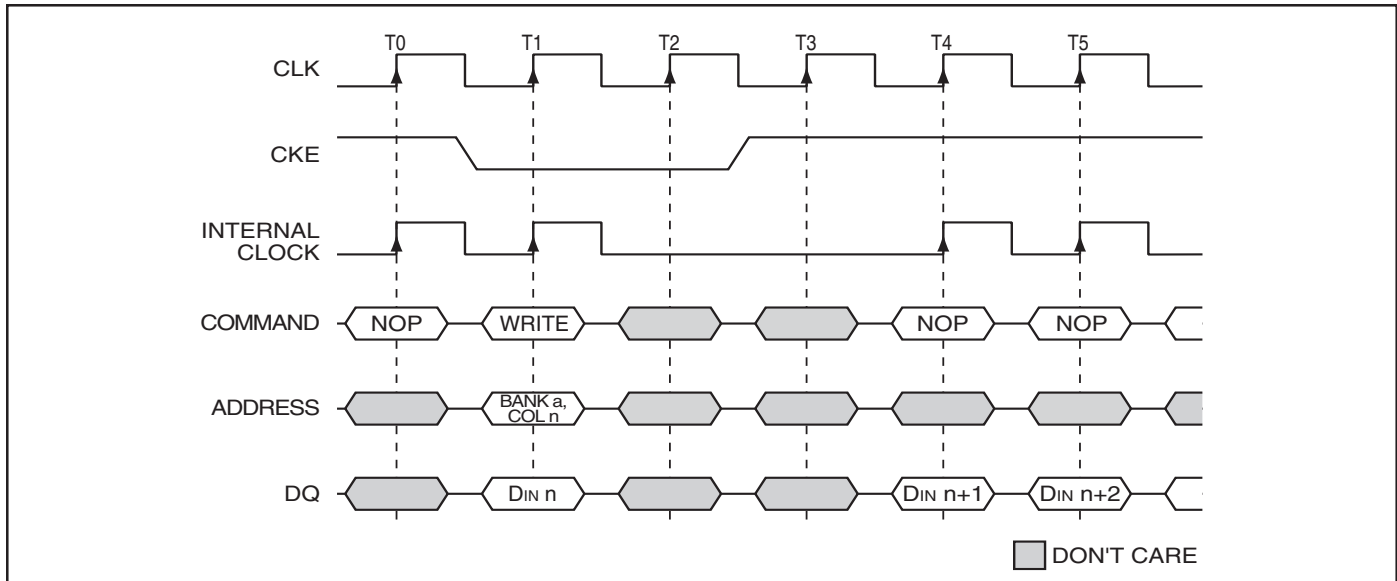 T0 T1 T2 T3 T4 T5
CLK
CKE
INTERNAL
CLOCK
COMMAND NOP WRITE NOP NOP
ADDRESS BANK a,
COL n
DQ DIN n DIN n+1 DIN n+2
DON'T CARE